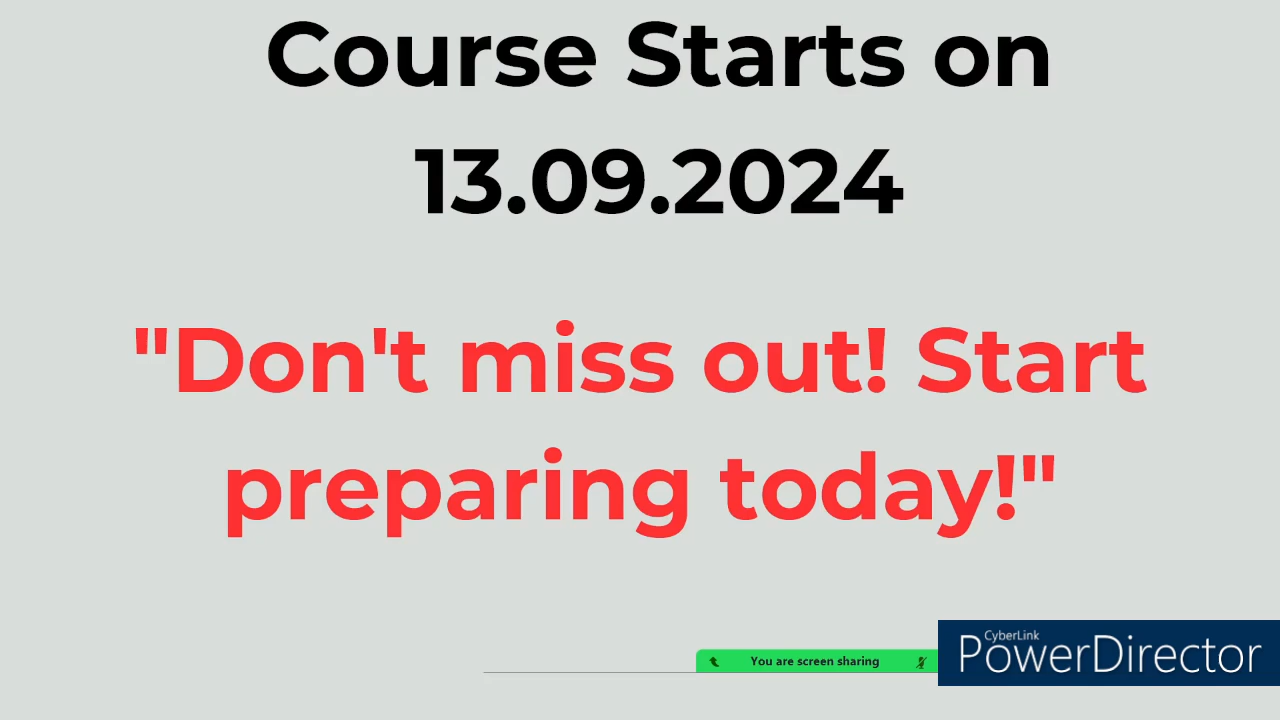 Course Starts on
13.09.2024
"Don't miss out! Start
preparing today!"
You are screen sharing
CyberLink
PowerDirector